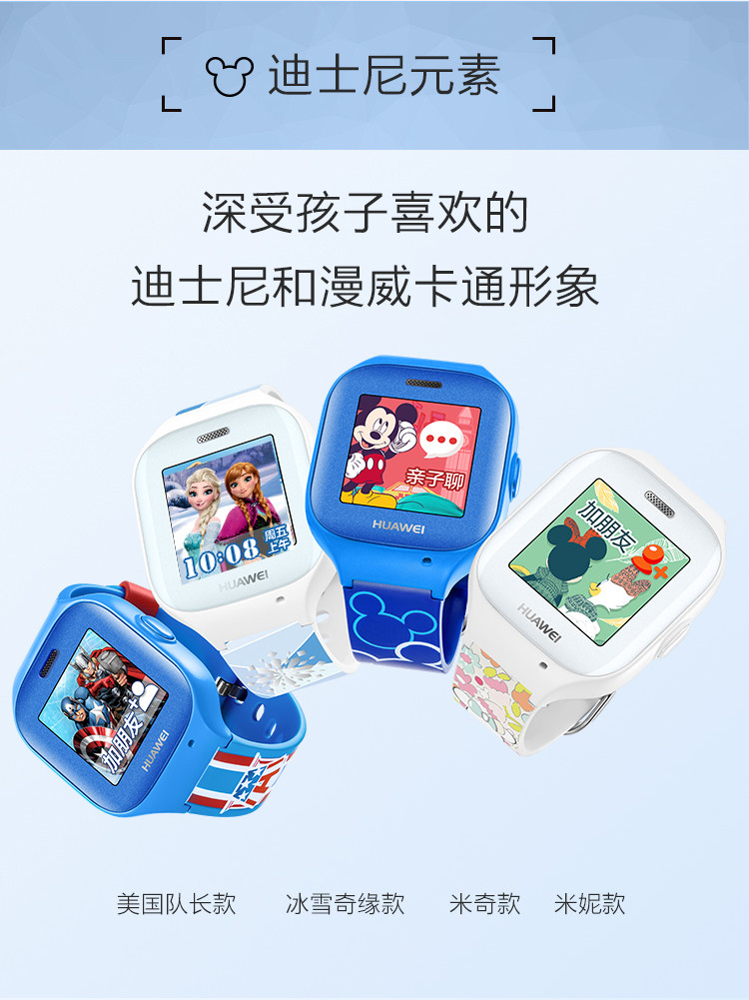 迪士尼元素
深受孩子喜欢的
迪士尼和漫威卡通形象
亲子聊
HUAWEI
周五
10:08 上午
HUAWEI
加朋友
HUAWEI
加朋友
HUAWEI
美国队长款 冰雪奇缘款 米奇款 米妮款